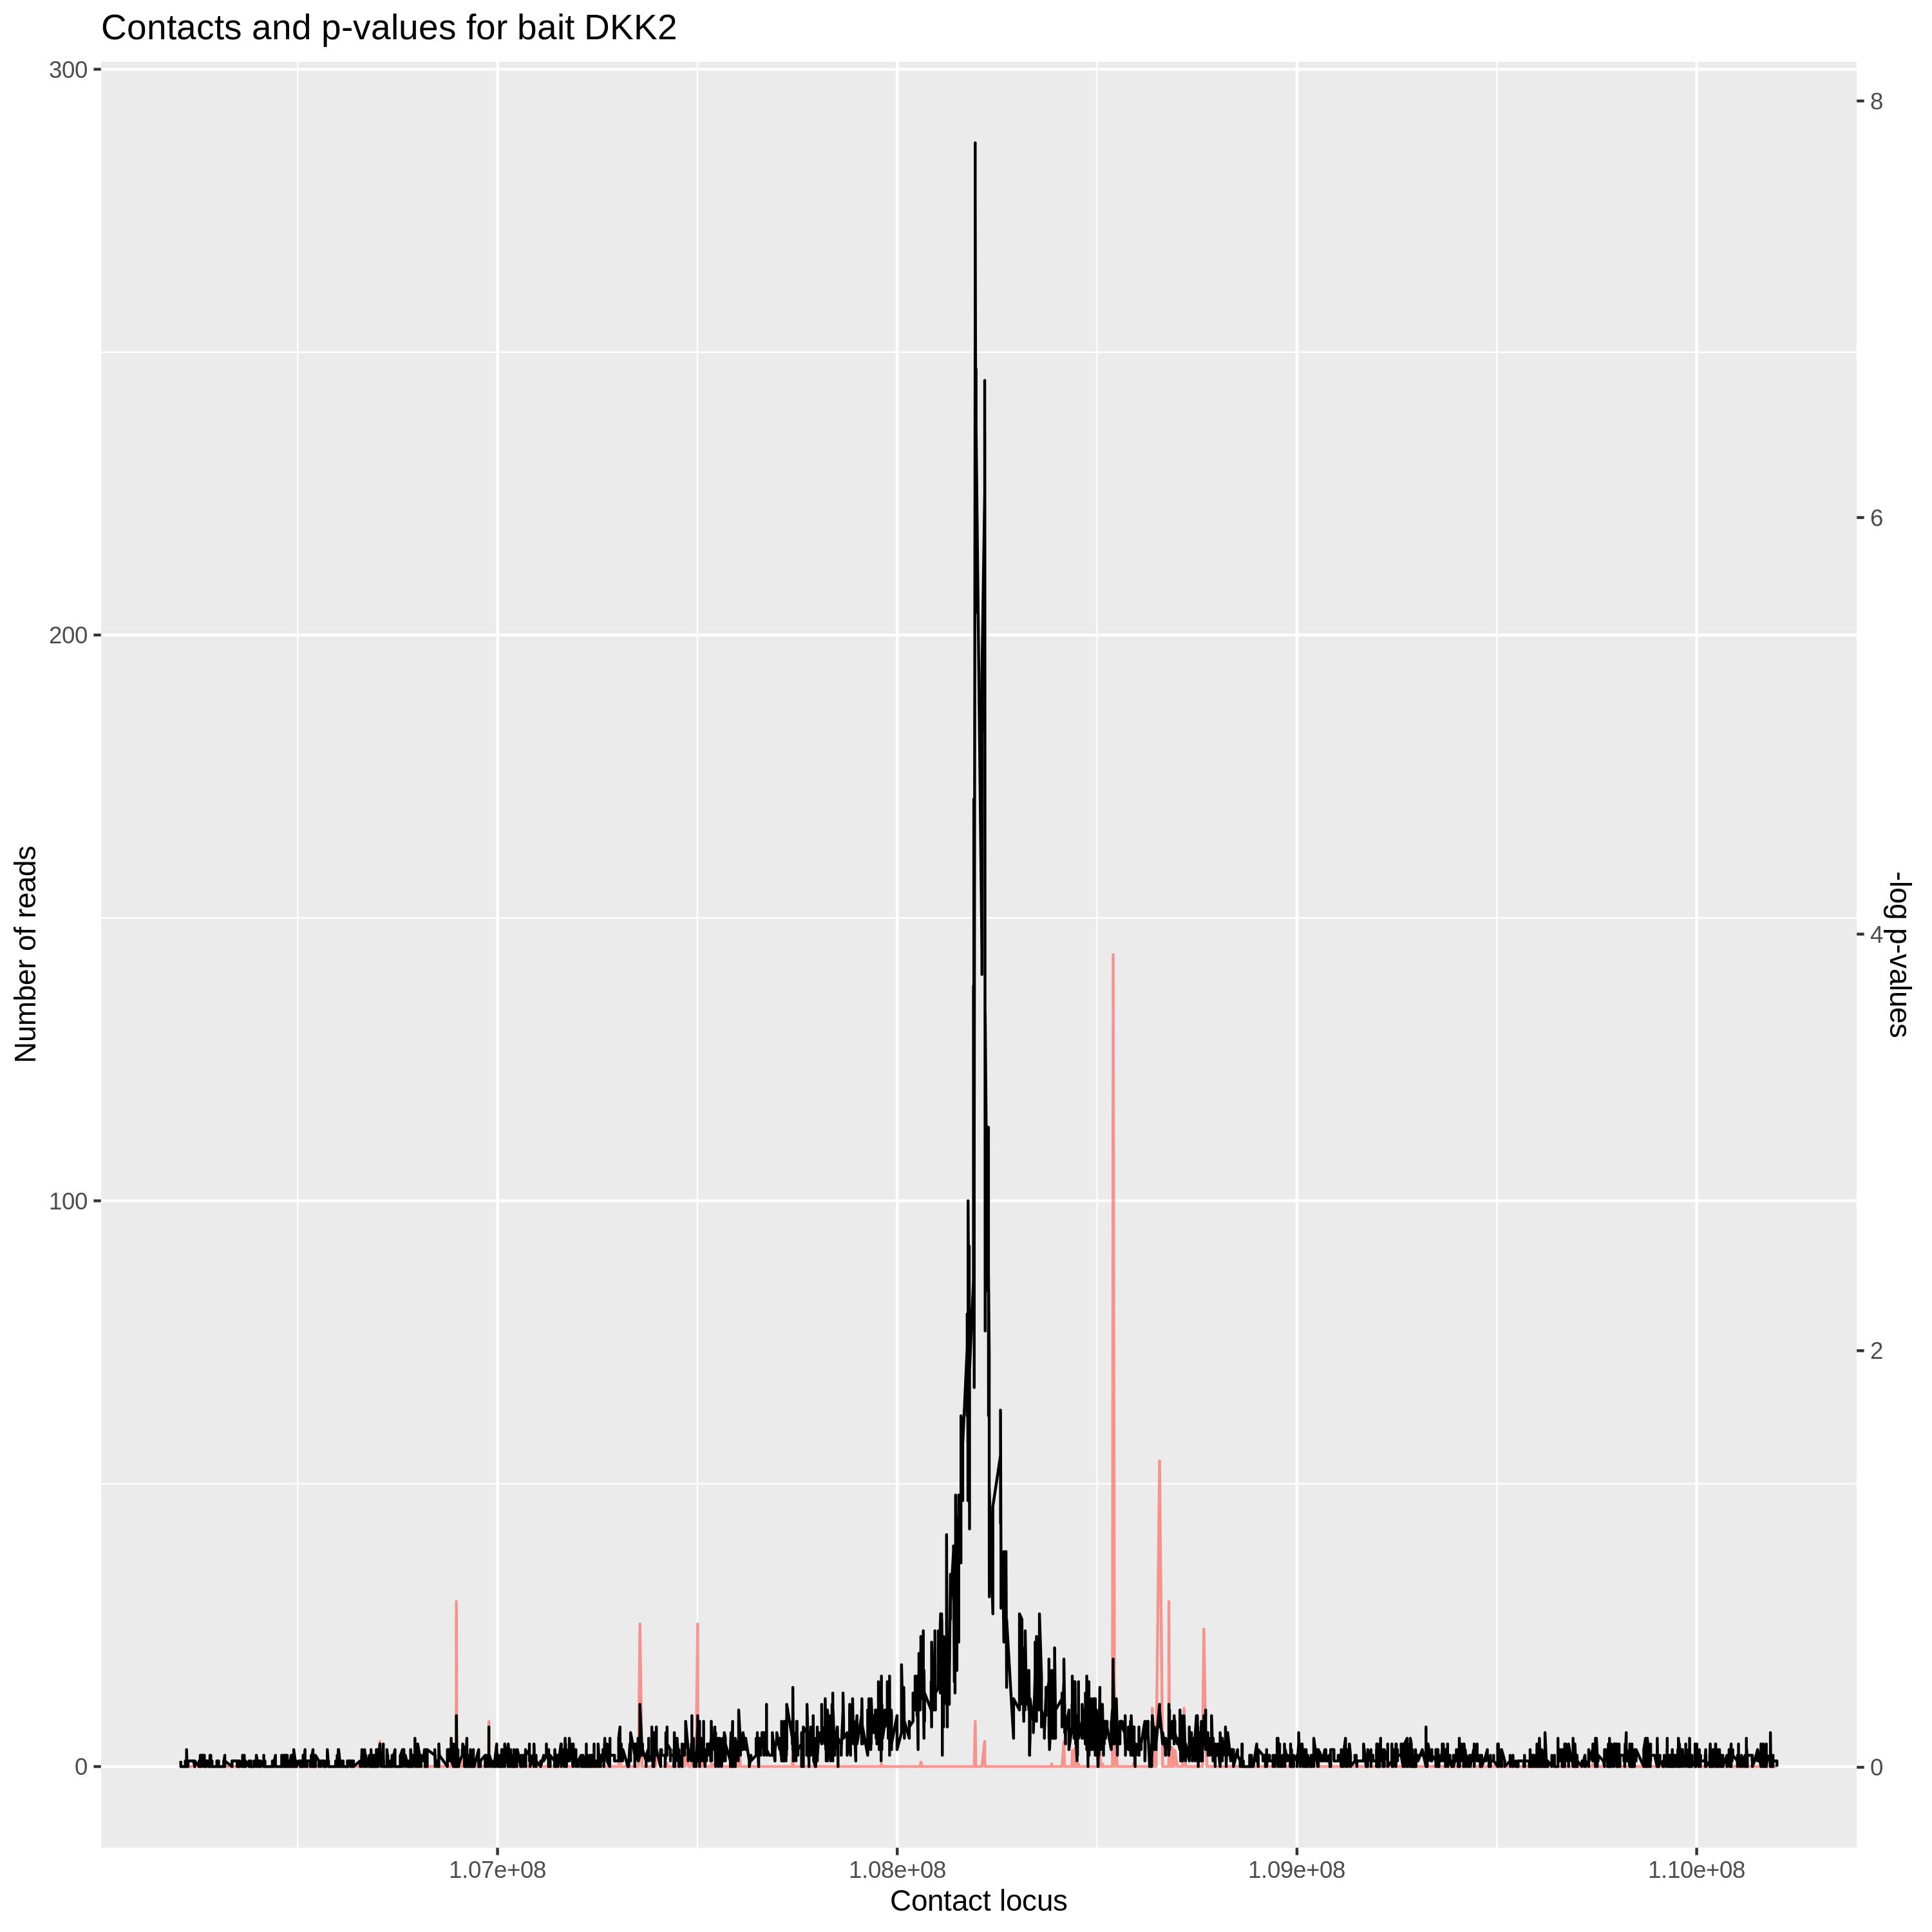 Contacts and p-values for bait DKK2
300
200
100
0
Number of reads
8
6
4
2
0
-log p-values
1.07e+08
1.08e+08
1.09e+08
1.10e+08
Contact locus